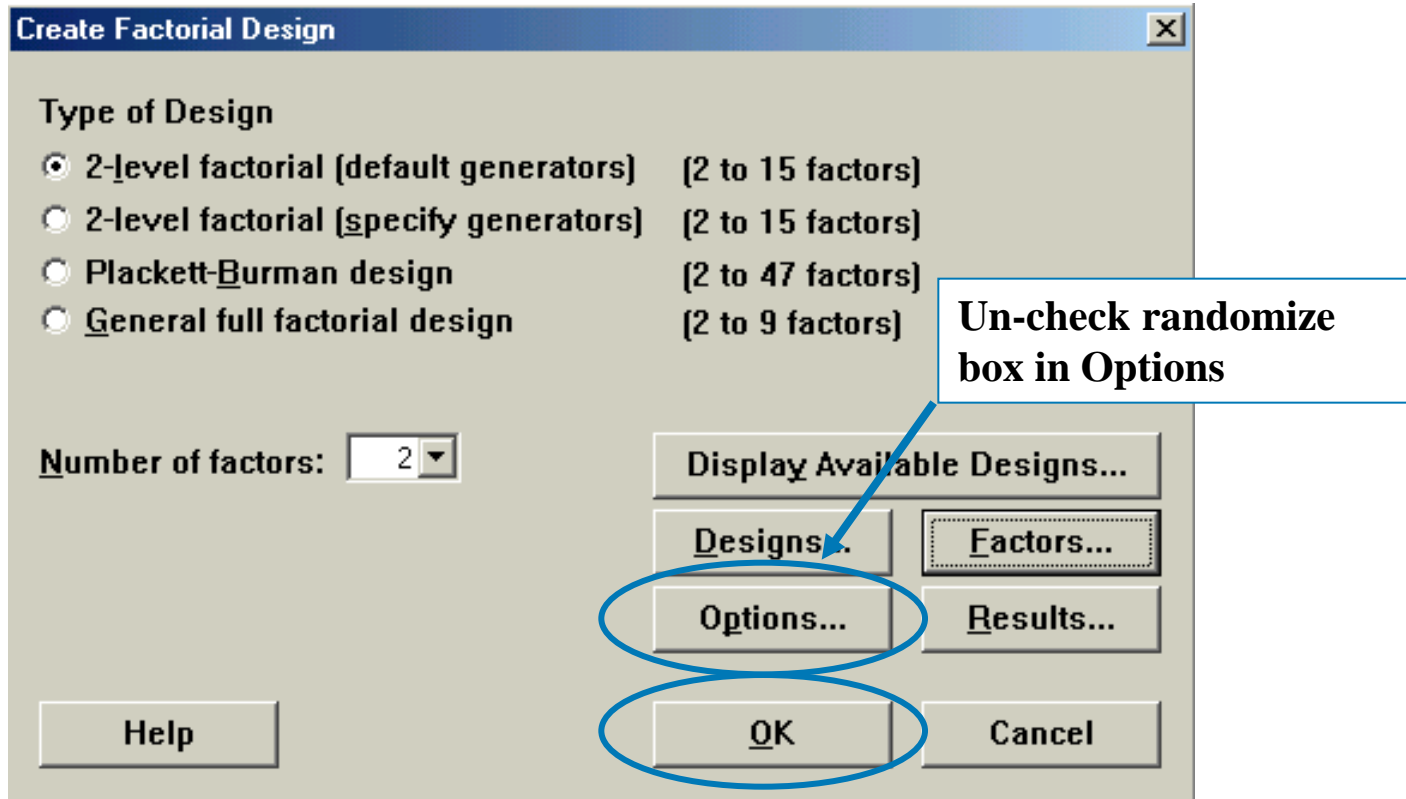 Create Factorial Design
Type of Design
2-level factorial (default generators) (2 to 15 factors)
2-level factorial (specify generators) (2 to 15 factors)
Plackett-Burman design (2 to 47 factors)
General full factorial design (2 to 9 factors)
Un-check randomize
box in Options
Number of factors: 2
Display Available Designs...
Designs... Factors...
Options... Results...
Help OK Cancel